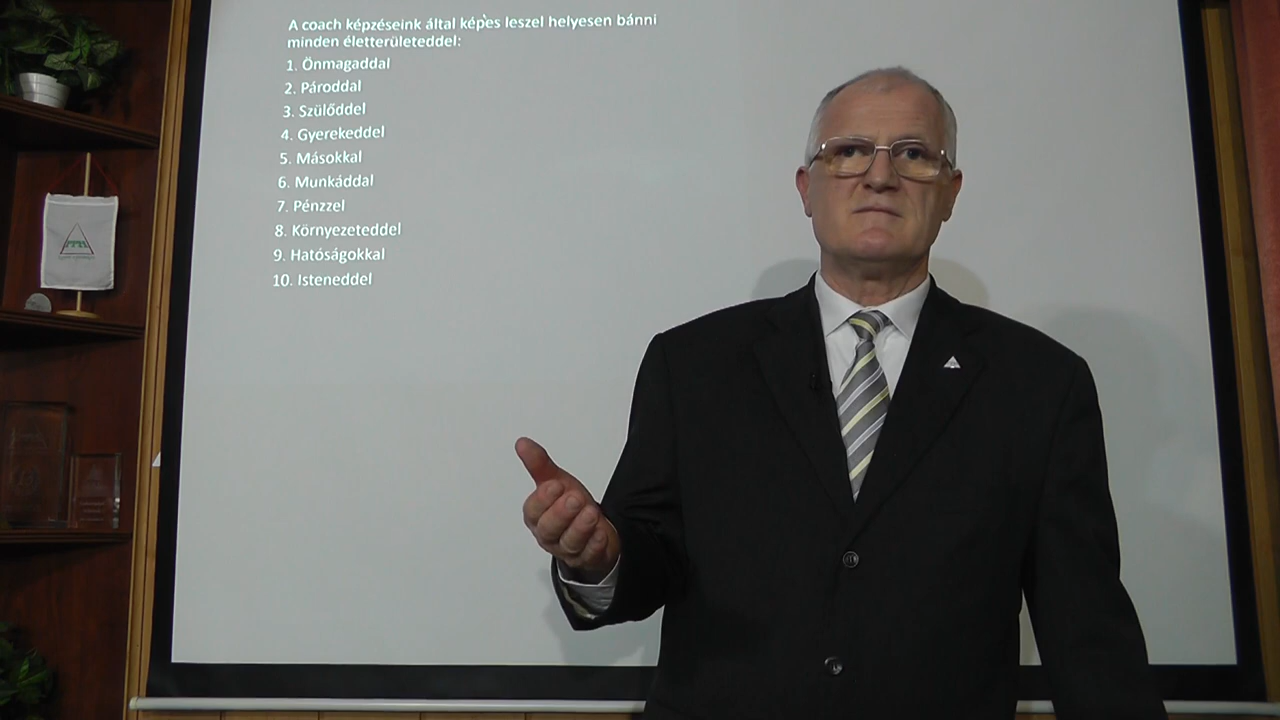 A coach képzéseink által képes leszel helyesen bánni
minden életterületeddel:
1. Önmagaddal
2. Pároddal
3. Szülőddel
4. Gyerekeddel
5. Másokkal
6. Munkáddal
7. Pénzzel
8. Környezeteddel
9. Hatóságokkal
10. Isteneddel